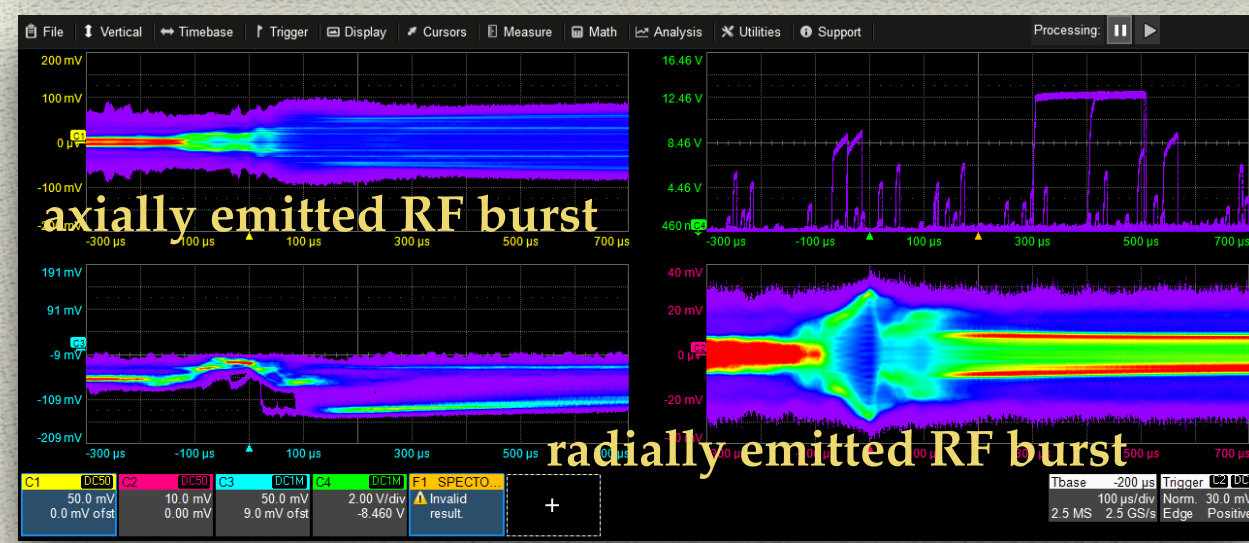 File Vertical Timebase Trigger Display Cursors Measure Math Analysis Utilities Support Processing:
200 mV
100 mV
C1
0 µV
-100 mV
axially emitted RF burst
-300 µs -100 µs 100 µs 300 µs 500 µs 700 µs
16.46 V
12.46 V
8.46 V
4.46 V
460 C4
-300 µs -100 µs 100 µs 300 µs 500 µs 700 µs
191 mV
91 mV
C3
-9 mV
-109 mV
-209 mV
-300 µs -100 µs 100 µs 300 µs 500 µs
40 mV
20 mV
C2
0 µV
-20 mV
radially emitted RF burst
C1 DC50
50.0 mV
0.0 mV ofst
C2 DC50
10.0 mV
0.00 mV
C3 DC1M
50.0 mV
9.0 mV ofst
C4 DC1M
2.00 V/div
-8.460 V
F1 SPECTO...
Invalid
result.
+
Tbase -200 µs
100 µs/div
2.5 MS 2.5 GS/s
Trigger C2 DC
Norm. 30.0 mV
Edge Positive